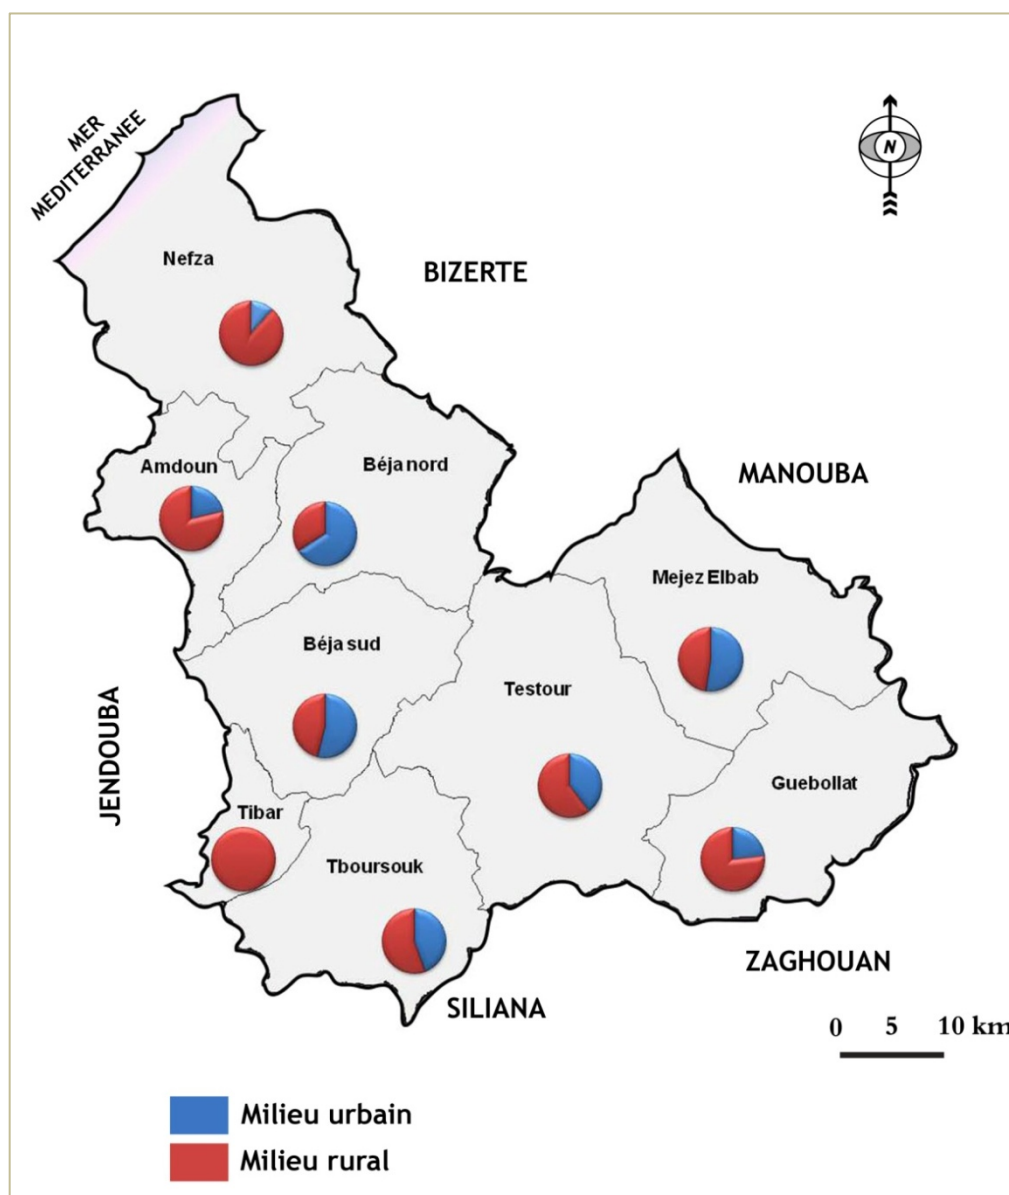 MER
MEDITERRANEE
N
Nefza
BIZERTE
Amdoun
Béja nord
MANOUBA
Mejez Elbab
Béja sud
Testour
JENDOUBA
Guebollat
Tibar
Tboursouk
ZAGHOUAN
SILIANA
0 5 10 km
Milieu urbain
Milieu rural